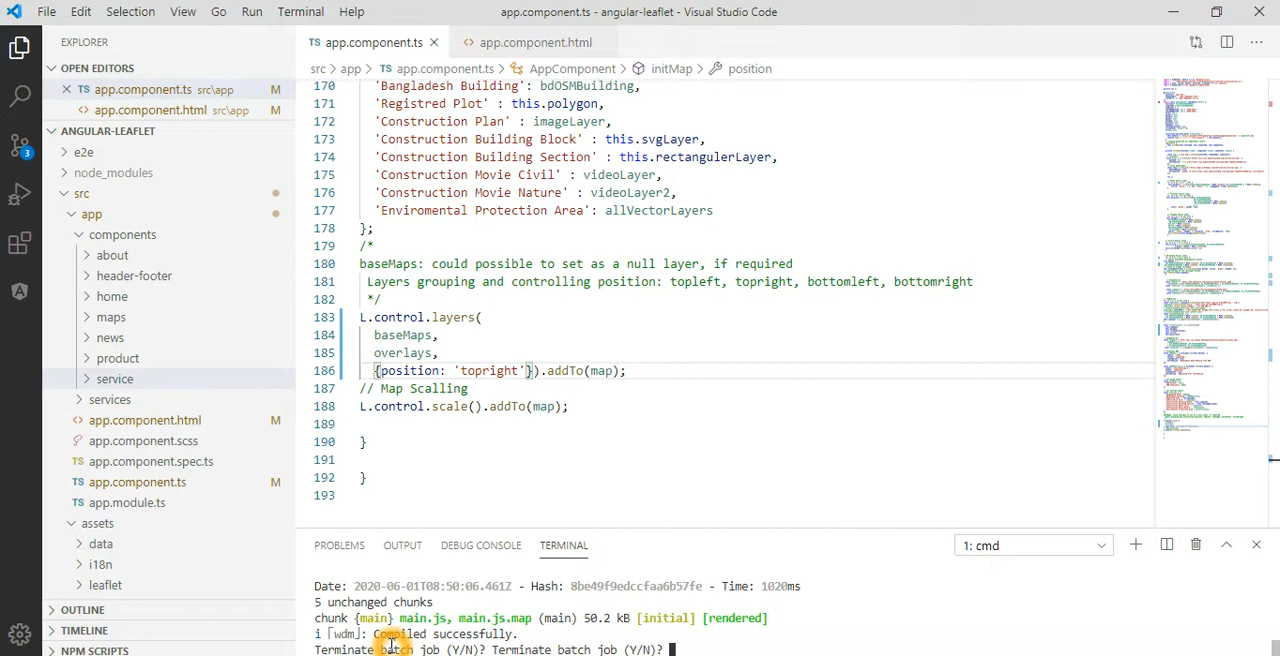 File Edit Selection View Go Run Terminal Help app.component.ts - angular-leaflet - Visual Studio Code
EXPLORER
OPEN EDITORS
app.component.ts src\app M
app.component.html src\app M
ANGULAR-LEAFLET
e2e
node_modules
src
app
components
about
header-footer
home
maps
news
product
service
services
app.component.html M
app.component.scss
app.component.spec.ts
app.component.ts M
app.module.ts
assets
data
i18n
leaflet
OUTLINE
TIMELINE
NPM SCRIPTS
3
TS app.component.ts
app.component.html
src > app > TS app.component.ts > AppComponent > initMap > position
170 'Bangladesh Building': bdOSMBuilding,
171 'Registred Plot' : this.polygon,
172 'Construction Plan' : imgeLayer,
173 'Construction Building Block' : this.svgLayer,
174 'Construction Building Section' : this.rectangulerLayer,
175
176 'Construction Movie Naration' : videoLayer2,
177 'Enviromental Protection Area': allVectorLayers
178 };
179 /*
180 baseMaps: could be able to set as a null layer, if required
181 Layers grouping and controlling position: topleft, topright, bottomleft, bottomright
182 */
183 L.control.layers(
184 baseMaps,
185 overlays,
186 {position: 'topright'}).addTo(map);
187 // Map Scalling
188 L.control.scale().addTo(map);
189
190 }
191
192 }
193
PROBLEMS OUTPUT DEBUG CONSOLE TERMINAL 1: cmd
Date: 2020-06-01T08:50:06.461Z - Hash: 8be49f9edccfaa6b57fe - Time: 1020ms
5 unchanged chunks
chunk {main} main.js, main.js.map (main) 50.2 kB [initial] [rendered]
i ｢wdm｣: Compiled successfully.
Terminate batch job (Y/N)? Terminate batch job (Y/N)?